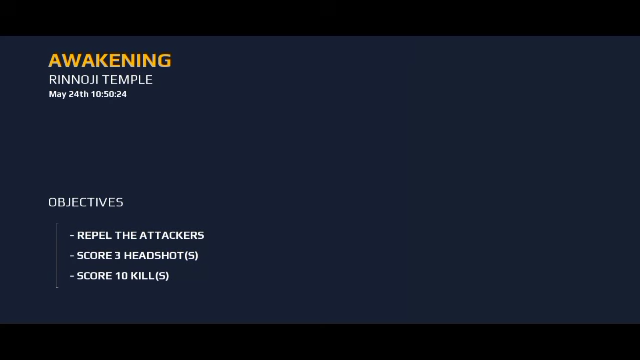 AWAKENING
RINNOJI TEMPLE
May 24th 10:50:24
OBJECTIVES
- REPEL THE ATTACKERS
- SCORE 3 HEADSHOT(S)
- SCORE 10 KILL(S)